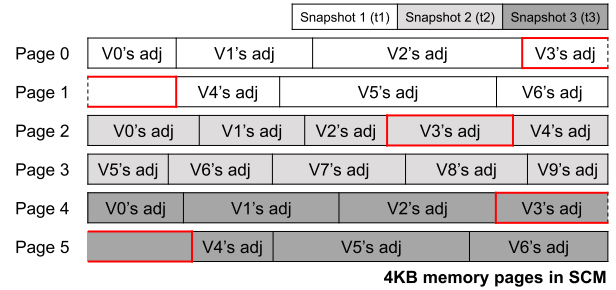 Snapshot 1 (t1) Snapshot 2 (t2) Snapshot 3 (t3)
Page 0 V0's adj V1's adj V2's adj V3's adj
Page 1 V4's adj V5's adj V6's adj
Page 2 V0's adj V1's adj V2's adj V3's adj V4's adj
Page 3 V5's adj V6's adj V7's adj V8's adj V9's adj
Page 4 V0's adj V1's adj V2's adj V3's adj
Page 5 V4's adj V5's adj V6's adj
4KB memory pages in SCM